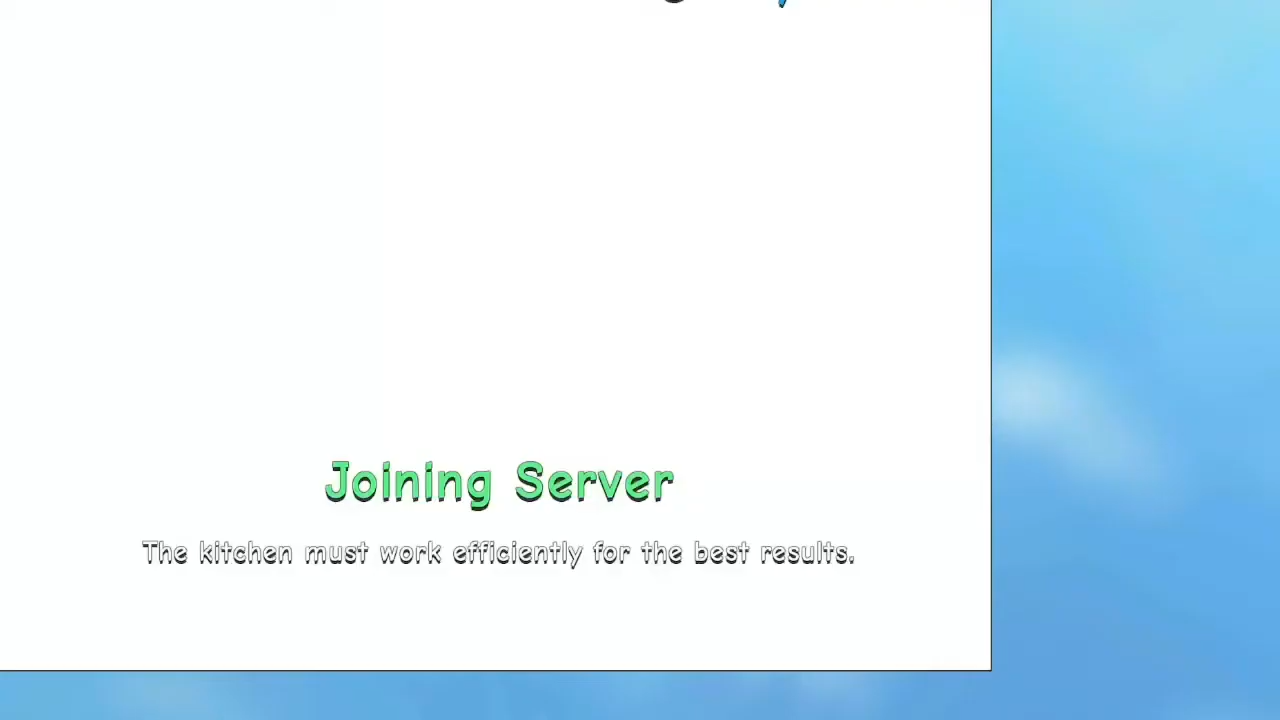 Joining Server
The kitchen must work efficiently for the best results.